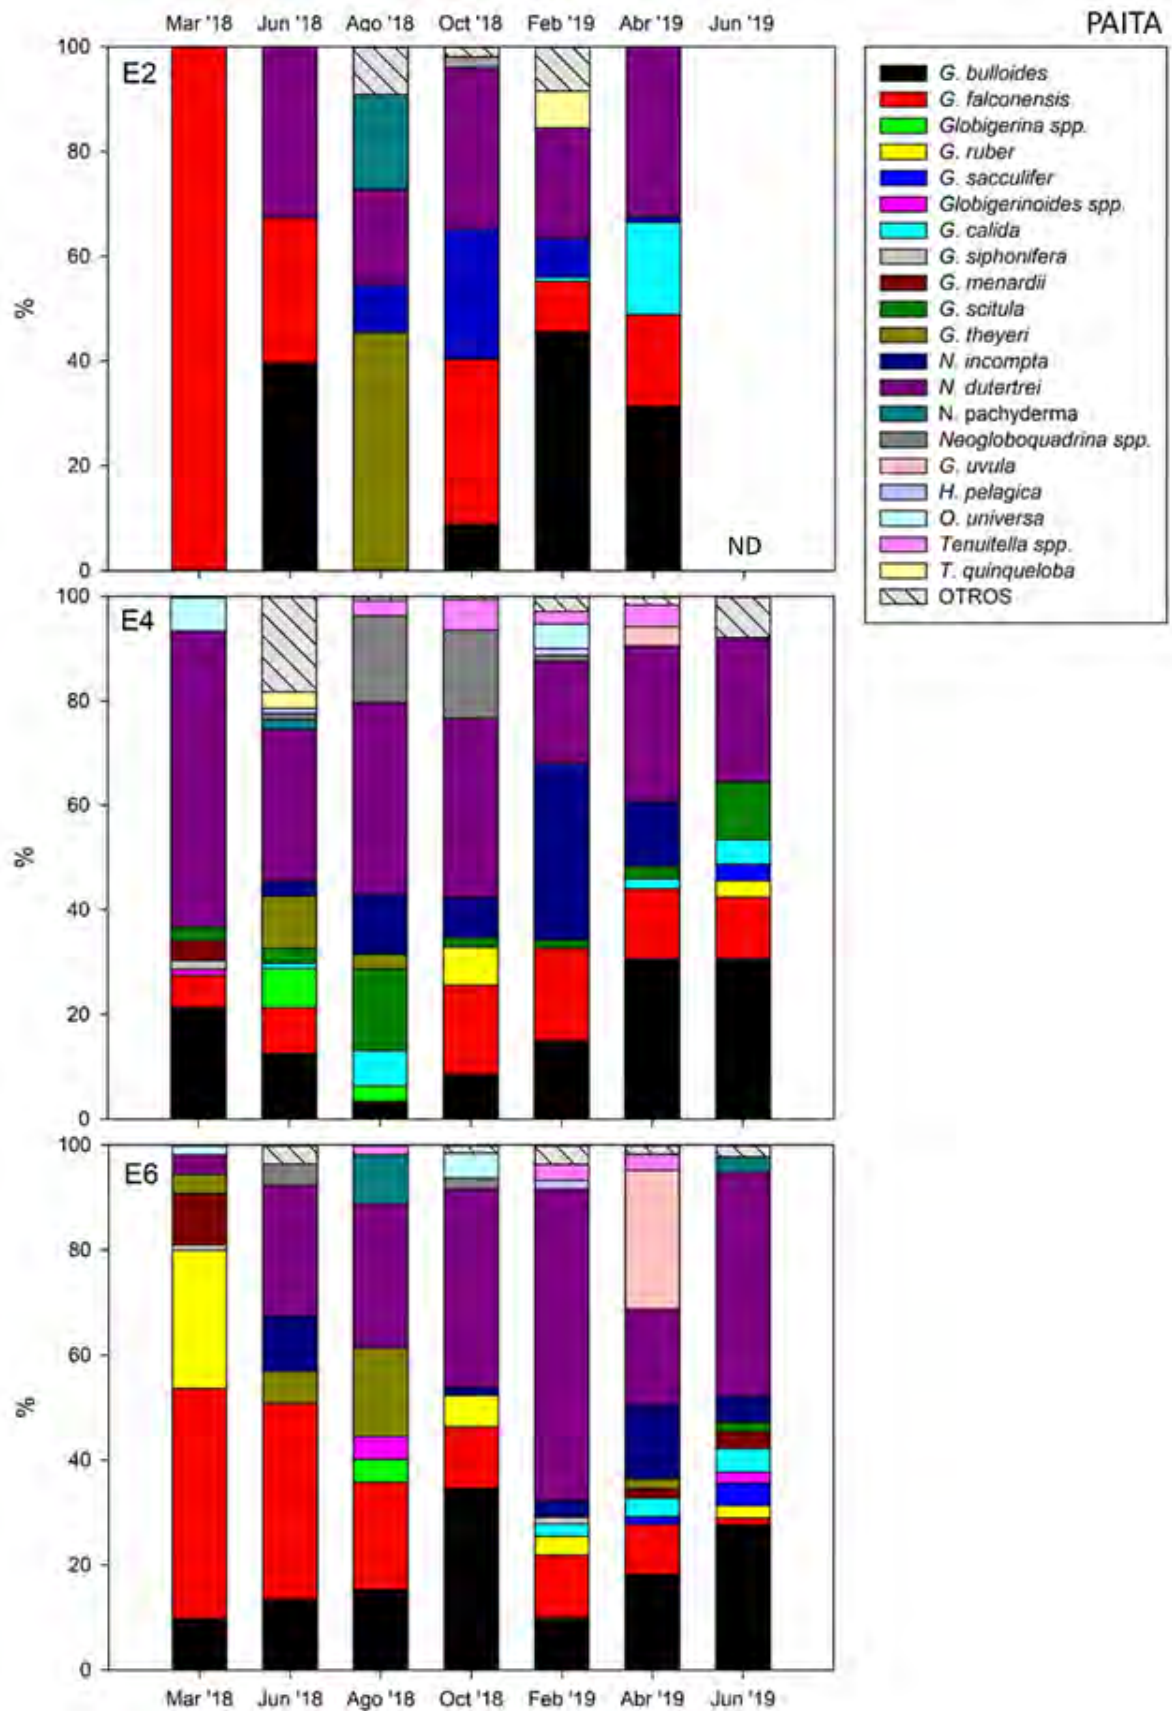 PAITA
Mar '18 Jun '18 Ago '18 Oct '18 Feb '19 Abr '19 Jun '19
E2
100
80
60
40
20
0
%
ND
G. bulloides
G. falconensis
Globigerina spp.
G. ruber
G. sacculifer
Globigerinoides spp.
G. calida
G. siphonifera
G. menardii
G. scitula
G. theyeri
N. incompta
N. dutertrei
N. pachyderma
Neogloboquadrina spp.
G. uvula
H. pelagica
O. universa
Tenuitella spp.
T. quinqueloba
OTROS
E4
100
80
60
40
20
0
%
E6
100
80
60
40
20
0
%
Mar '18 Jun '18 Ago '18 Oct '18 Feb '19 Abr '19 Jun '19